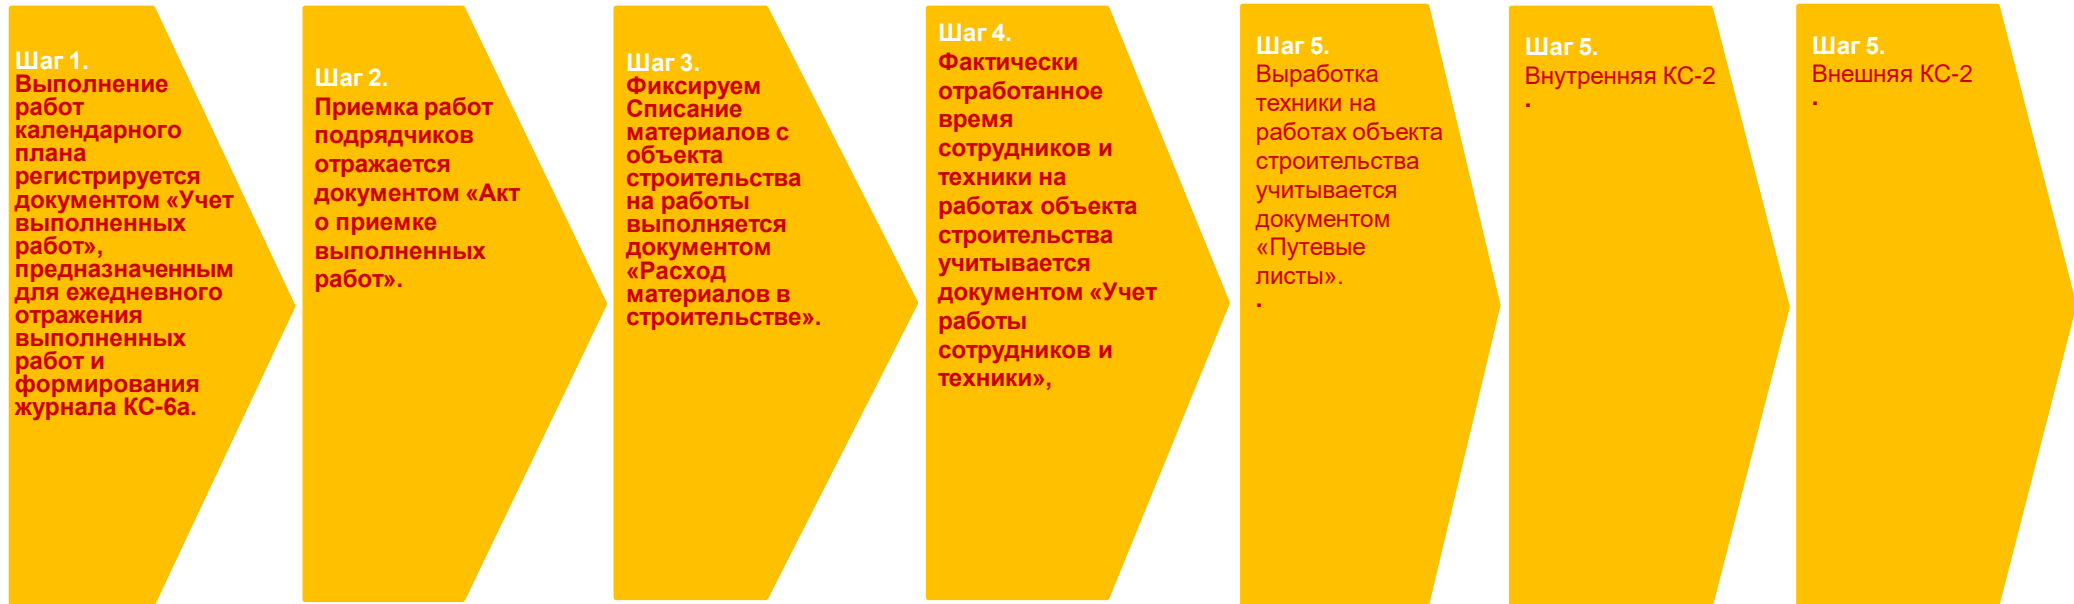 Шаг 1.
Выполнение
работ
календарного
плана
регистрируется
документом «Учет
выполненных
работ»,
предназначенным
для ежедневного
отражения
выполненных
работ и
формирования
журнала КС-6а.
Шаг 2.
Приемка работ
подрядчиков
отражается
документом «Акт
о приемке
выполненных
работ».
Шаг 3.
Фиксируем
Списание
материалов с
объекта
строительства
на работы
выполняется
документом
«Расход
материалов в
строительстве».
Шаг 4.
Фактически
отработанное
время
сотрудников и
техники на
работах объекта
строительства
учитывается
документом «Учет
работы
сотрудников и
техники»,
Шаг 5.
Выработка
техники на
работах объекта
строительства
учитывается
документом
«Путевые
листы».
.
Шаг 5.
Внутренняя КС-2
.
Шаг 5.
Внешняя КС-2
.